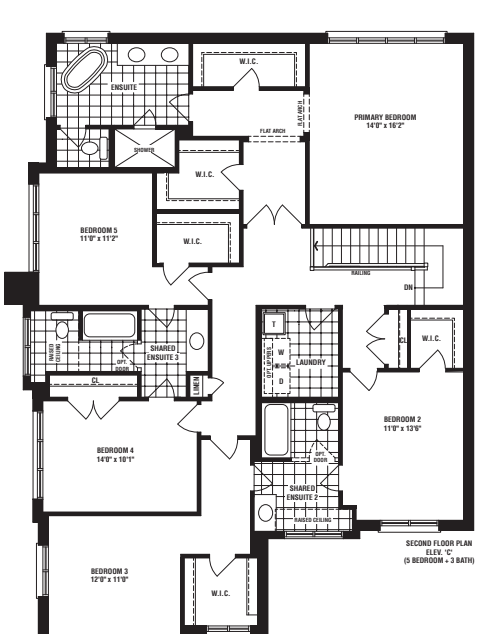 W.I.C.
ENSUITE
FLAT ARCH
PRIMARY BEDROOM
14'0" x 16'2"
FLAT ARCH
SHOWER
W.I.C.
BEDROOM 5
11'0" x 11'2"
W.I.C.
RAILING
DN
T
W
D
OPT. UPPERS
LAUNDRY
CL
W.I.C.
RAISED
CEILING
OPT.
DOOR
SHARED
ENSUITE 3
CL
LINEN
BEDROOM 2
11'0" x 13'6"
BEDROOM 4
14'0" x 10'1"
OPT.
DOOR
SHARED
ENSUITE 2
RAISED CEILING
SECOND FLOOR PLAN
ELEV. 'C'
(5 BEDROOM + 3 BATH)
BEDROOM 3
12'0" x 11'0"
W.I.C.